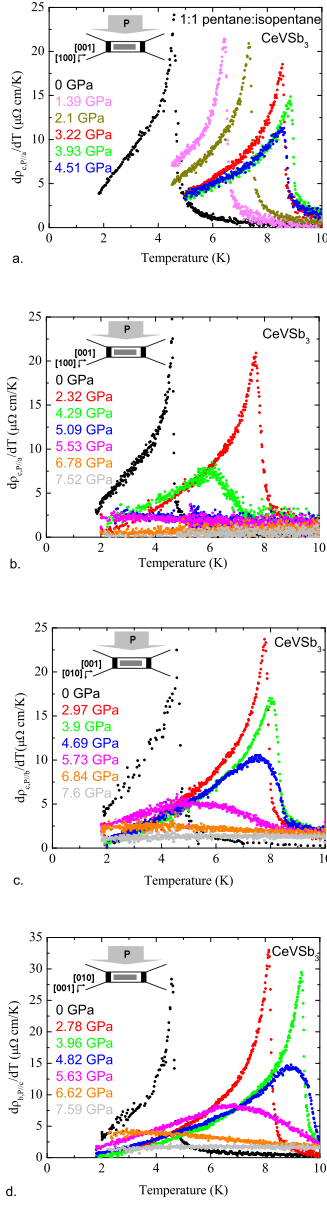 1:1 pentane:isopentane
P
CeVSb3
[001]
[100]
0 GPa
1.39 GPa
2.1 GPa
3.22 GPa
3.93 GPa
4.51 GPa
dρc,P//a/dT (μΩ cm/K)
25
20
15
10
5
0
0 2 4 6 8 10
Temperature (K)
a.
P
CeVSb3
[001]
[100]
0 GPa
2.32 GPa
4.29 GPa
5.09 GPa
5.53 GPa
6.78 GPa
7.52 GPa
dρc,P//a/dT (μΩ cm/K)
25
20
15
10
5
0
0 2 4 6 8 10
Temperature (K)
b.
P
CeVSb3
[001]
[010]
0 GPa
2.97 GPa
3.9 GPa
4.69 GPa
5.73 GPa
6.84 GPa
7.6 GPa
dρc,P//b/dT(μΩ cm/K)
25
20
15
10
5
0
0 2 4 6 8 10
Temperature (K)
c.
P
CeVSb3
[010]
[001]
0 GPa
2.78 GPa
3.96 GPa
4.82 GPa
5.63 GPa
6.62 GPa
7.59 GPa
dρb,P//c/dT (μΩ cm/K)
35
30
25
20
15
10
5
0
0 2 4 6 8 10
Temperature (K)
d.